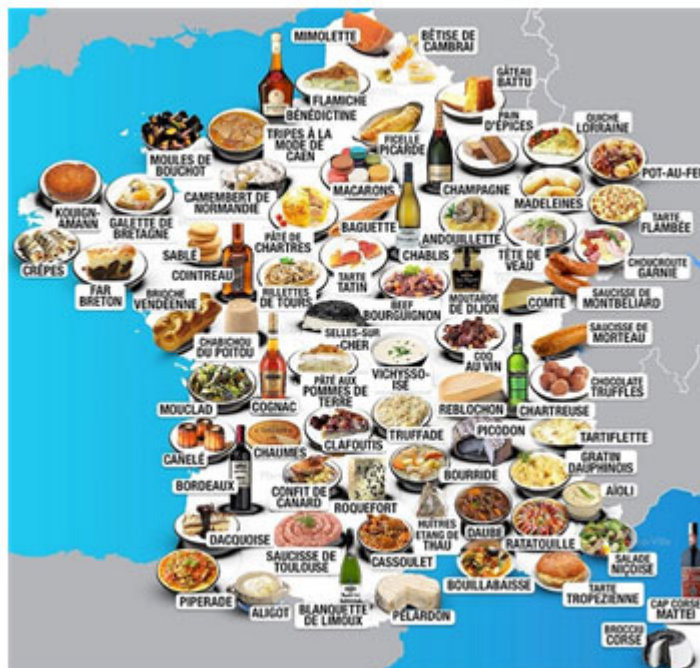 MIMOLETTE
BÊTISE DE
CAMBRAI
FLAMICHE
BÉNÉDICTINE
GÂTEAU
BATTU
TRIPES À LA
MODE DE
CAEN
FICELLE
PICARDE
PAIN
D'ÉPICES
QUICHE
LORRAINE
MOULES DE
BOUCHOT
POT-AU-FEU
MACARONS
CHAMPAGNE
MADELEINES
CAMEMBERT DE
NORMANDIE
KOUIGN-
AMANN
GALETTE DE
BRETAGNE
BAGUETTE
TARTE
FLAMBÉE
PÂTÉ DE
CHARTRES
CHABLIS
ANDOUILLETTE
TÊTE DE
VEAU
CHOUCROUTE
GARNIE
CRÊPES
SABLÉ
COINTREAU
FAR
BRETON
RILLETTES
DE TOURS
TARTE
TATIN
BEEF
BOURGUIGNON
MOUTARDE
DE DIJON
COMTÉ
SAUCISSE DE
MONTBÉLIARD
BRIOCHE
VENDÉENNE
SELLES-SUR
-CHER
SAUCISSE DE
MORTEAU
CHABICHOU
DU POITOU
VICHYSSO-
ISE
COQ
AU VIN
PÂTÉ AUX
POMMES DE
TERRE
REBLOCHON
CHARTREUSE
CHOCOLATE
TRUFFLES
MOUCLAD
COGNAC
CLAFOUTIS
TRUFFADE
PICODON
TARTIFLETTE
CAÑELÉ
CHAUMES
BORDEAUX
CONFIT DE
CANARD
ROQUEFORT
BOURRIDE
GRATIN
DAUPHINOIS
AÏOLI
HUÎTRES
ETANG DE
THAU
DAUBE
RATATOUILLE
DACQUOISE
SAUCISSE DE
TOULOUSE
CASSOULET
BOUILLABAISSE
SALADE
NIÇOISE
PIPERADE
ALIGOT
BLANQUETTE
DE LIMOUX
PÉLARDON
TARTE
TROPEZIENNE
CAP CORSE
MATTEI
BROCCIU
CORSE